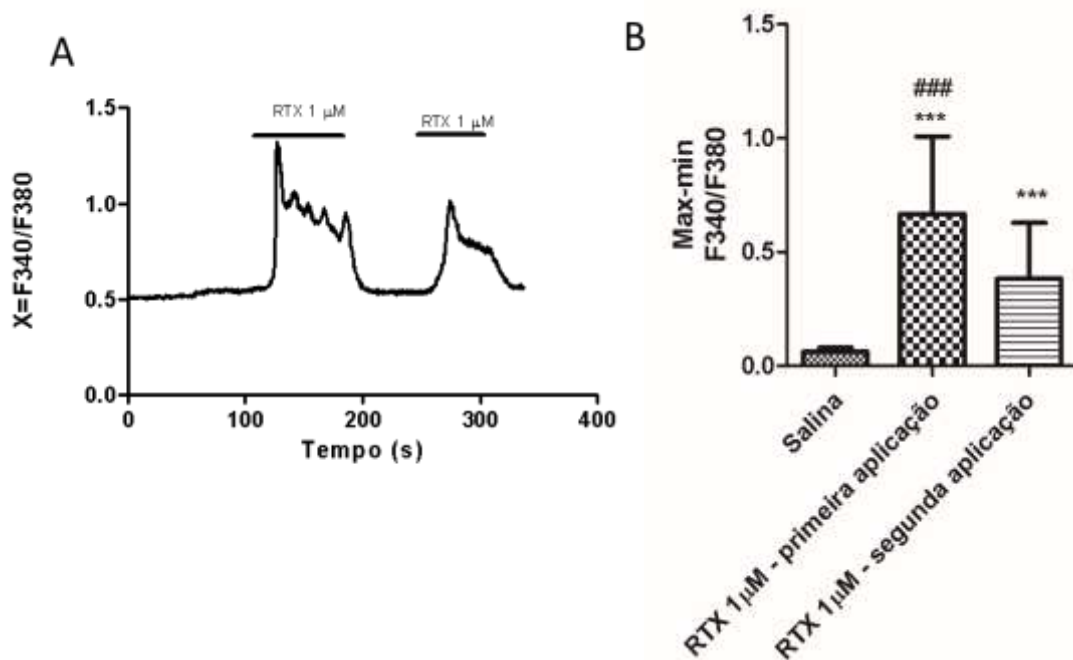 A
1.5
1.0
0.5
0.0
X=F340/F380
RTX 1 µM
RTX 1 µM
0
100
200
300
400
Tempo (s)
B
1.5
1.0
0.5
0.0
Max-min
F340/F380
###
***
***
Salina
RTX 1µM - primeira aplicação
RTX 1µM - segunda aplicação